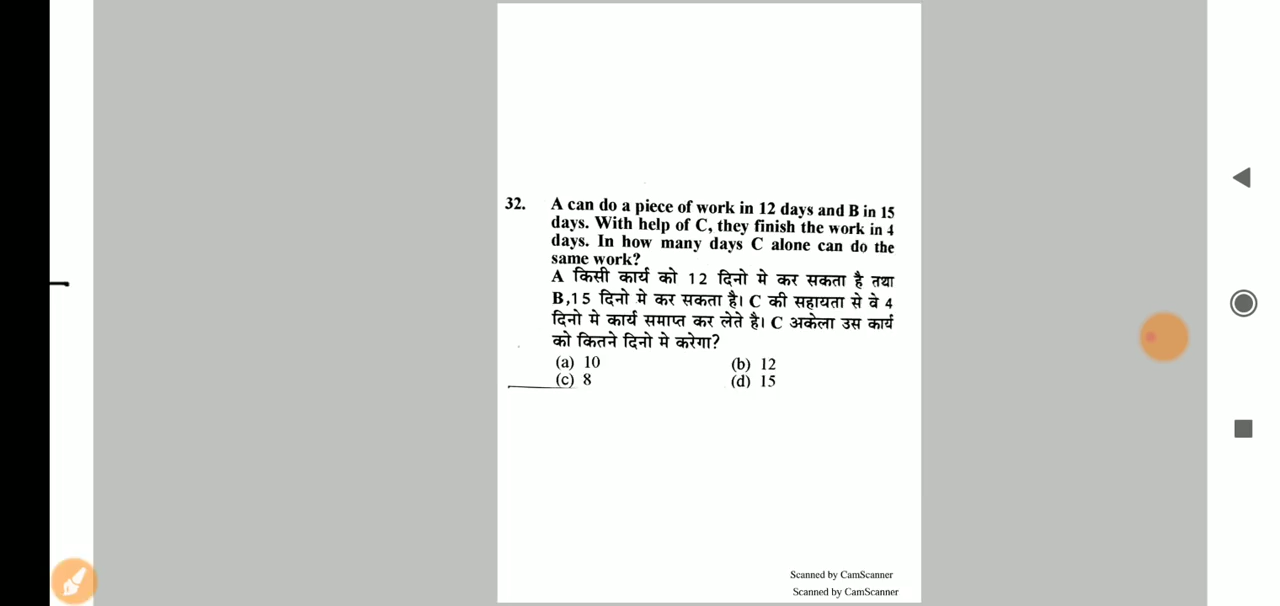 32. A can do a piece of work in 12 days and B in 15
days. With help of C, they finish the work in 4
days. In how many days C alone can do the
same work?
A किसी कार्य को 12 दिनो मे कर सकता है तथा
B,15 दिनो मे कर सकता है। C की सहायता से वे 4
दिनो मे कार्य समाप्त कर लेते है। C अकेला उस कार्य
को कितने दिनो मे करेगा?
(a) 10 (b) 12
(c) 8 (d) 15
Scanned by CamScanner
Scanned by CamScanner